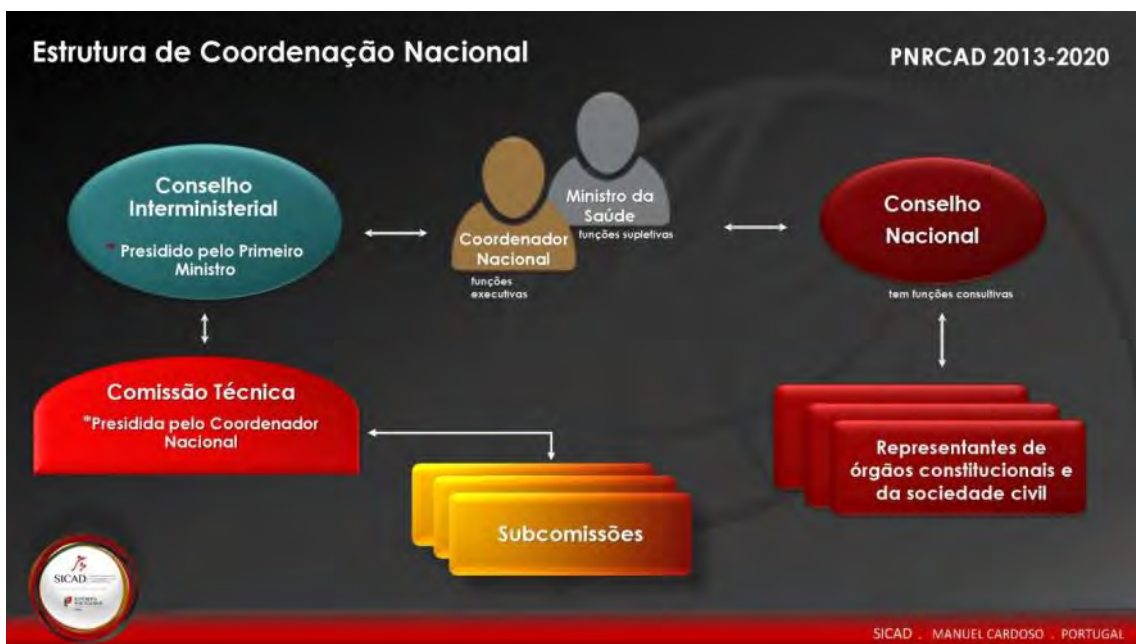 Estrutura de Coordenação Nacional
PNRCAD 2013-2020
Conselho
Interministerial
* Presidido pelo Primeiro
Ministro
Ministro da
Saúde
funções supletivas
Coordenador
Nacional
funções
executivas
Conselho
Nacional
tem funções consultivas
Comissão Técnica
*Presidida pelo Coordenador
Nacional
Subcomissões
Representantes de
órgãos constitucionais e
da sociedade civil
SICAD
SICAD . MANUEL CARDOSO . PORTUGAL